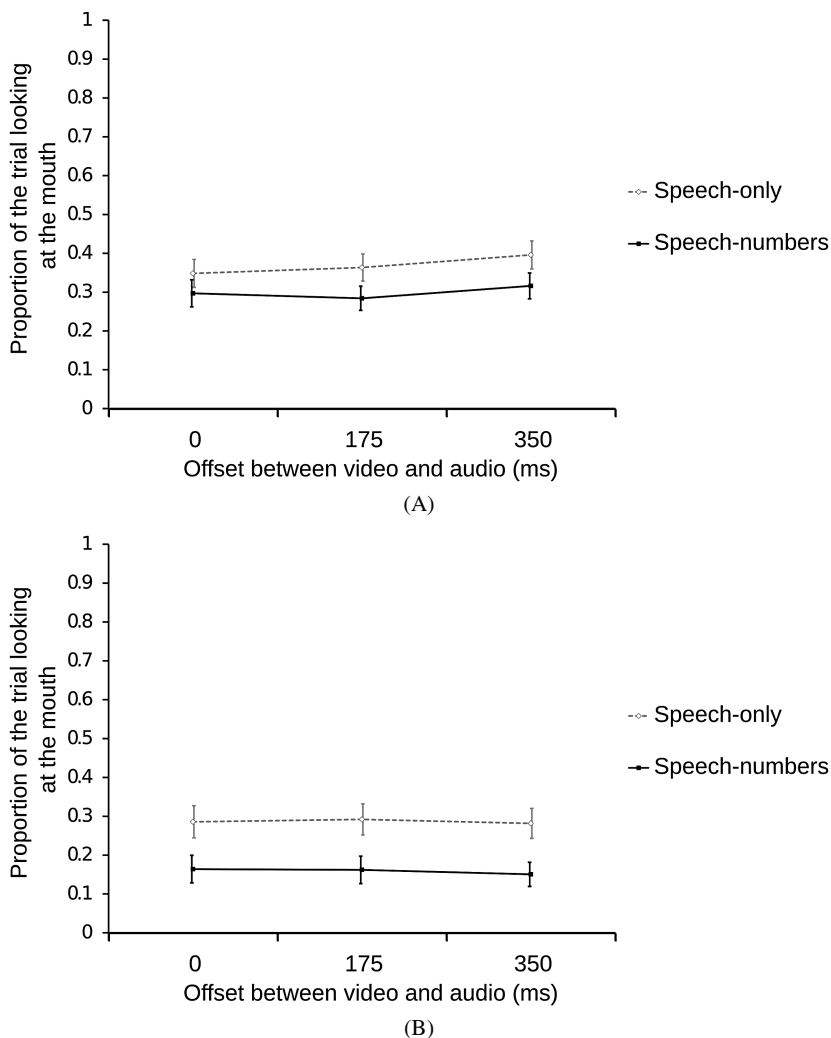 1
0.9
0.8
0.7
0.6
0.5
0.4
0.3
0.2
0.1
0
Proportion of the trial looking
at the mouth
Speech-only
Speech-numbers
0 175 350
Offset between video and audio (ms)
(A)
1
0.9
0.8
0.7
0.6
0.5
0.4
0.3
0.2
0.1
0
Proportion of the trial looking
at the mouth
Speech-only
Speech-numbers
0 175 350
Offset between video and audio (ms)
(B)